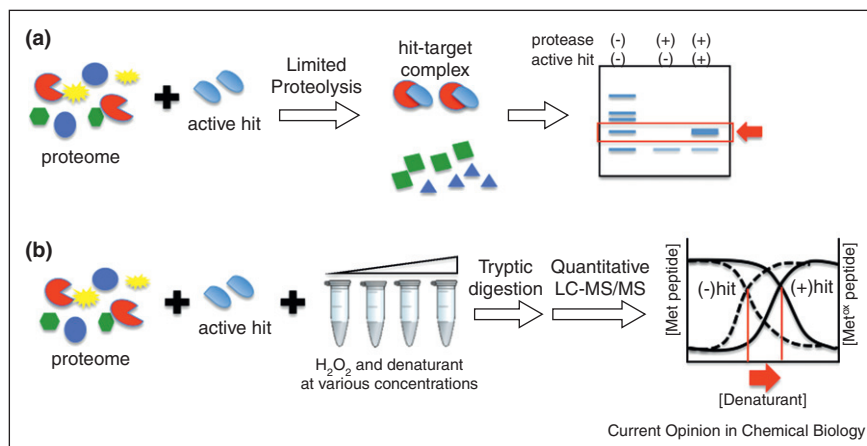 (a)
proteome
active hit
Limited
Proteolysis
hit-target
complex
protease (-) (+) (+)
active hit (-) (-) (+)
(b)
proteome
active hit
H₂O₂ and denaturant
at various concentrations
Tryptic
digestion
Quantitative
LC-MS/MS
[Met peptide]
(-)hit
(+)hit
[Metᵒˣ peptide]
[Denaturant]
Current Opinion in Chemical Biology